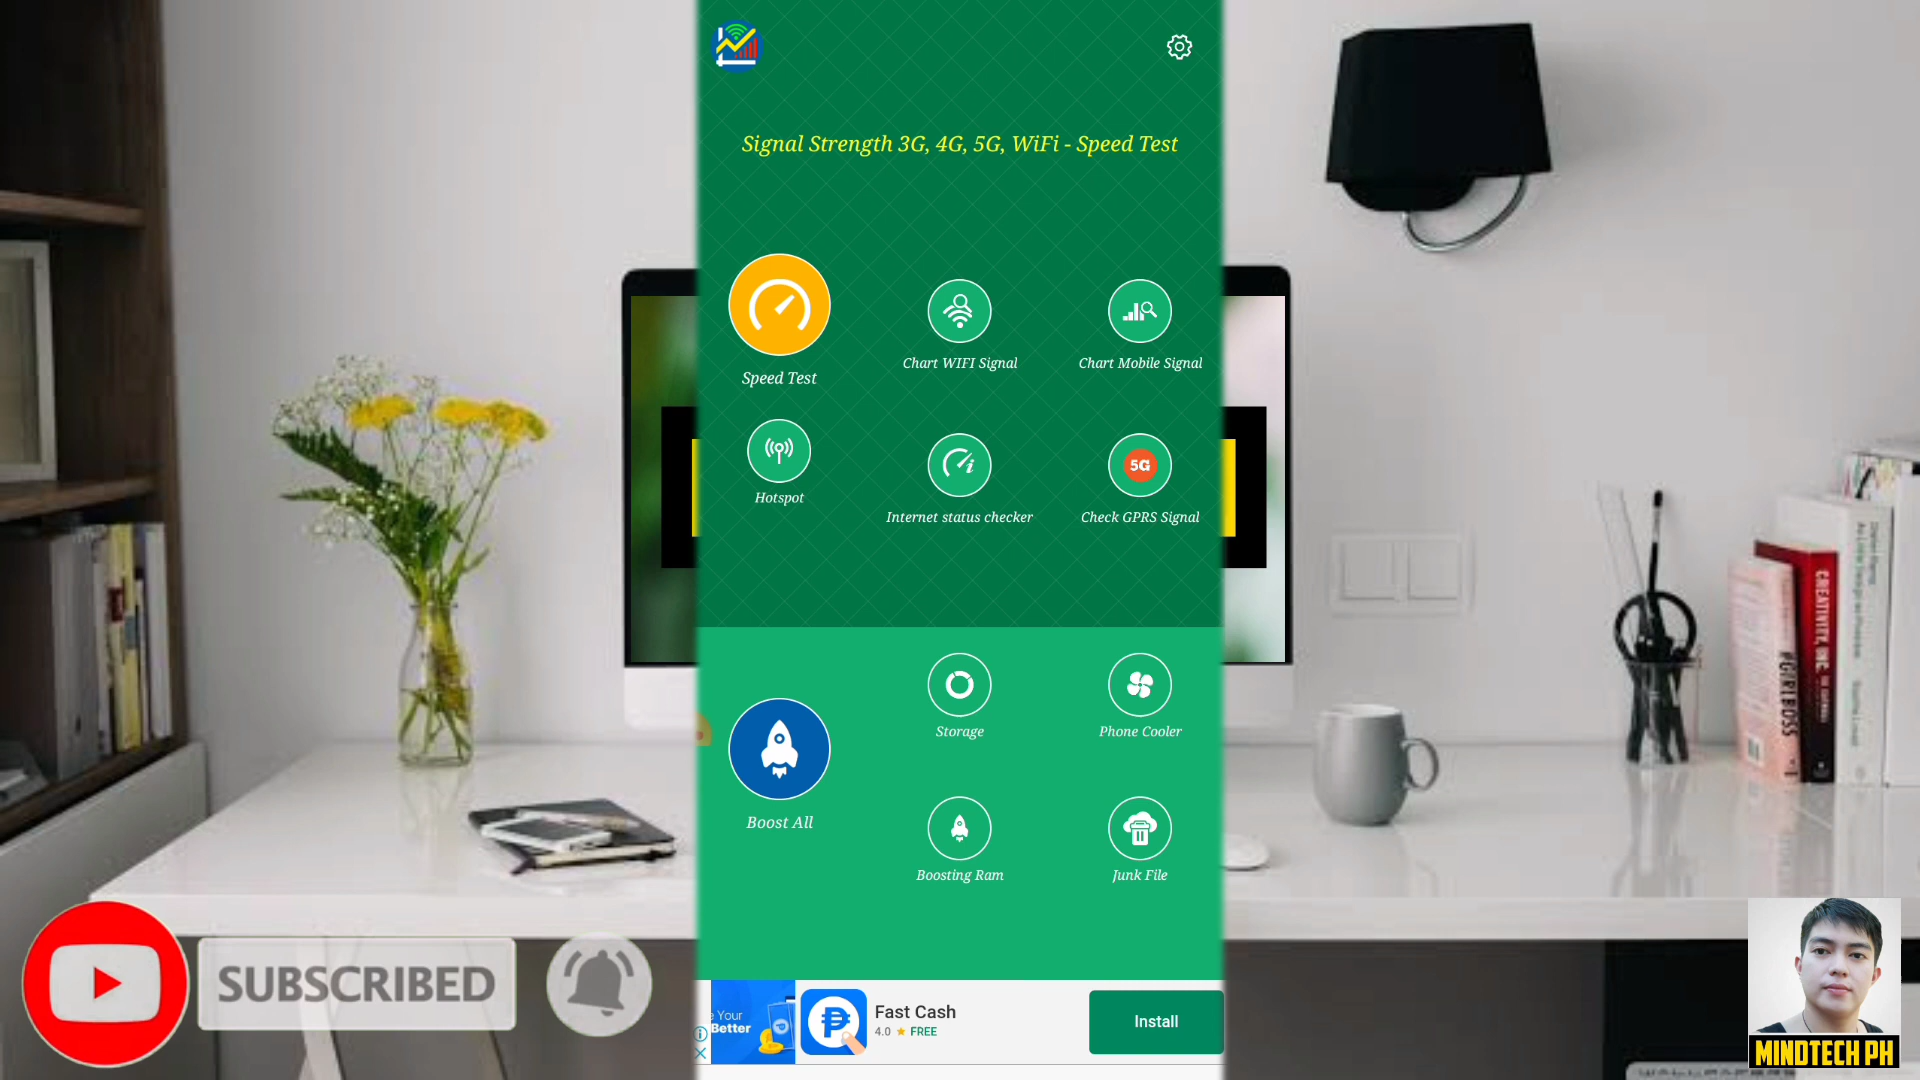 Signal Strength 3G, 4G, 5G, WiFi - Speed Test
Speed Test
Chart WIFI Signal
Chart Mobile Signal
Hotspot
Internet status checker
5G
Check GPRS Signal
Storage
Phone Cooler
Boost All
Boosting Ram
Junk File
e Your
Better
Fast Cash
4.0 ★ FREE
Install
SUBSCRIBED
CREATIVITY, INC.
#GIRLBOSS
MINDTECH PH